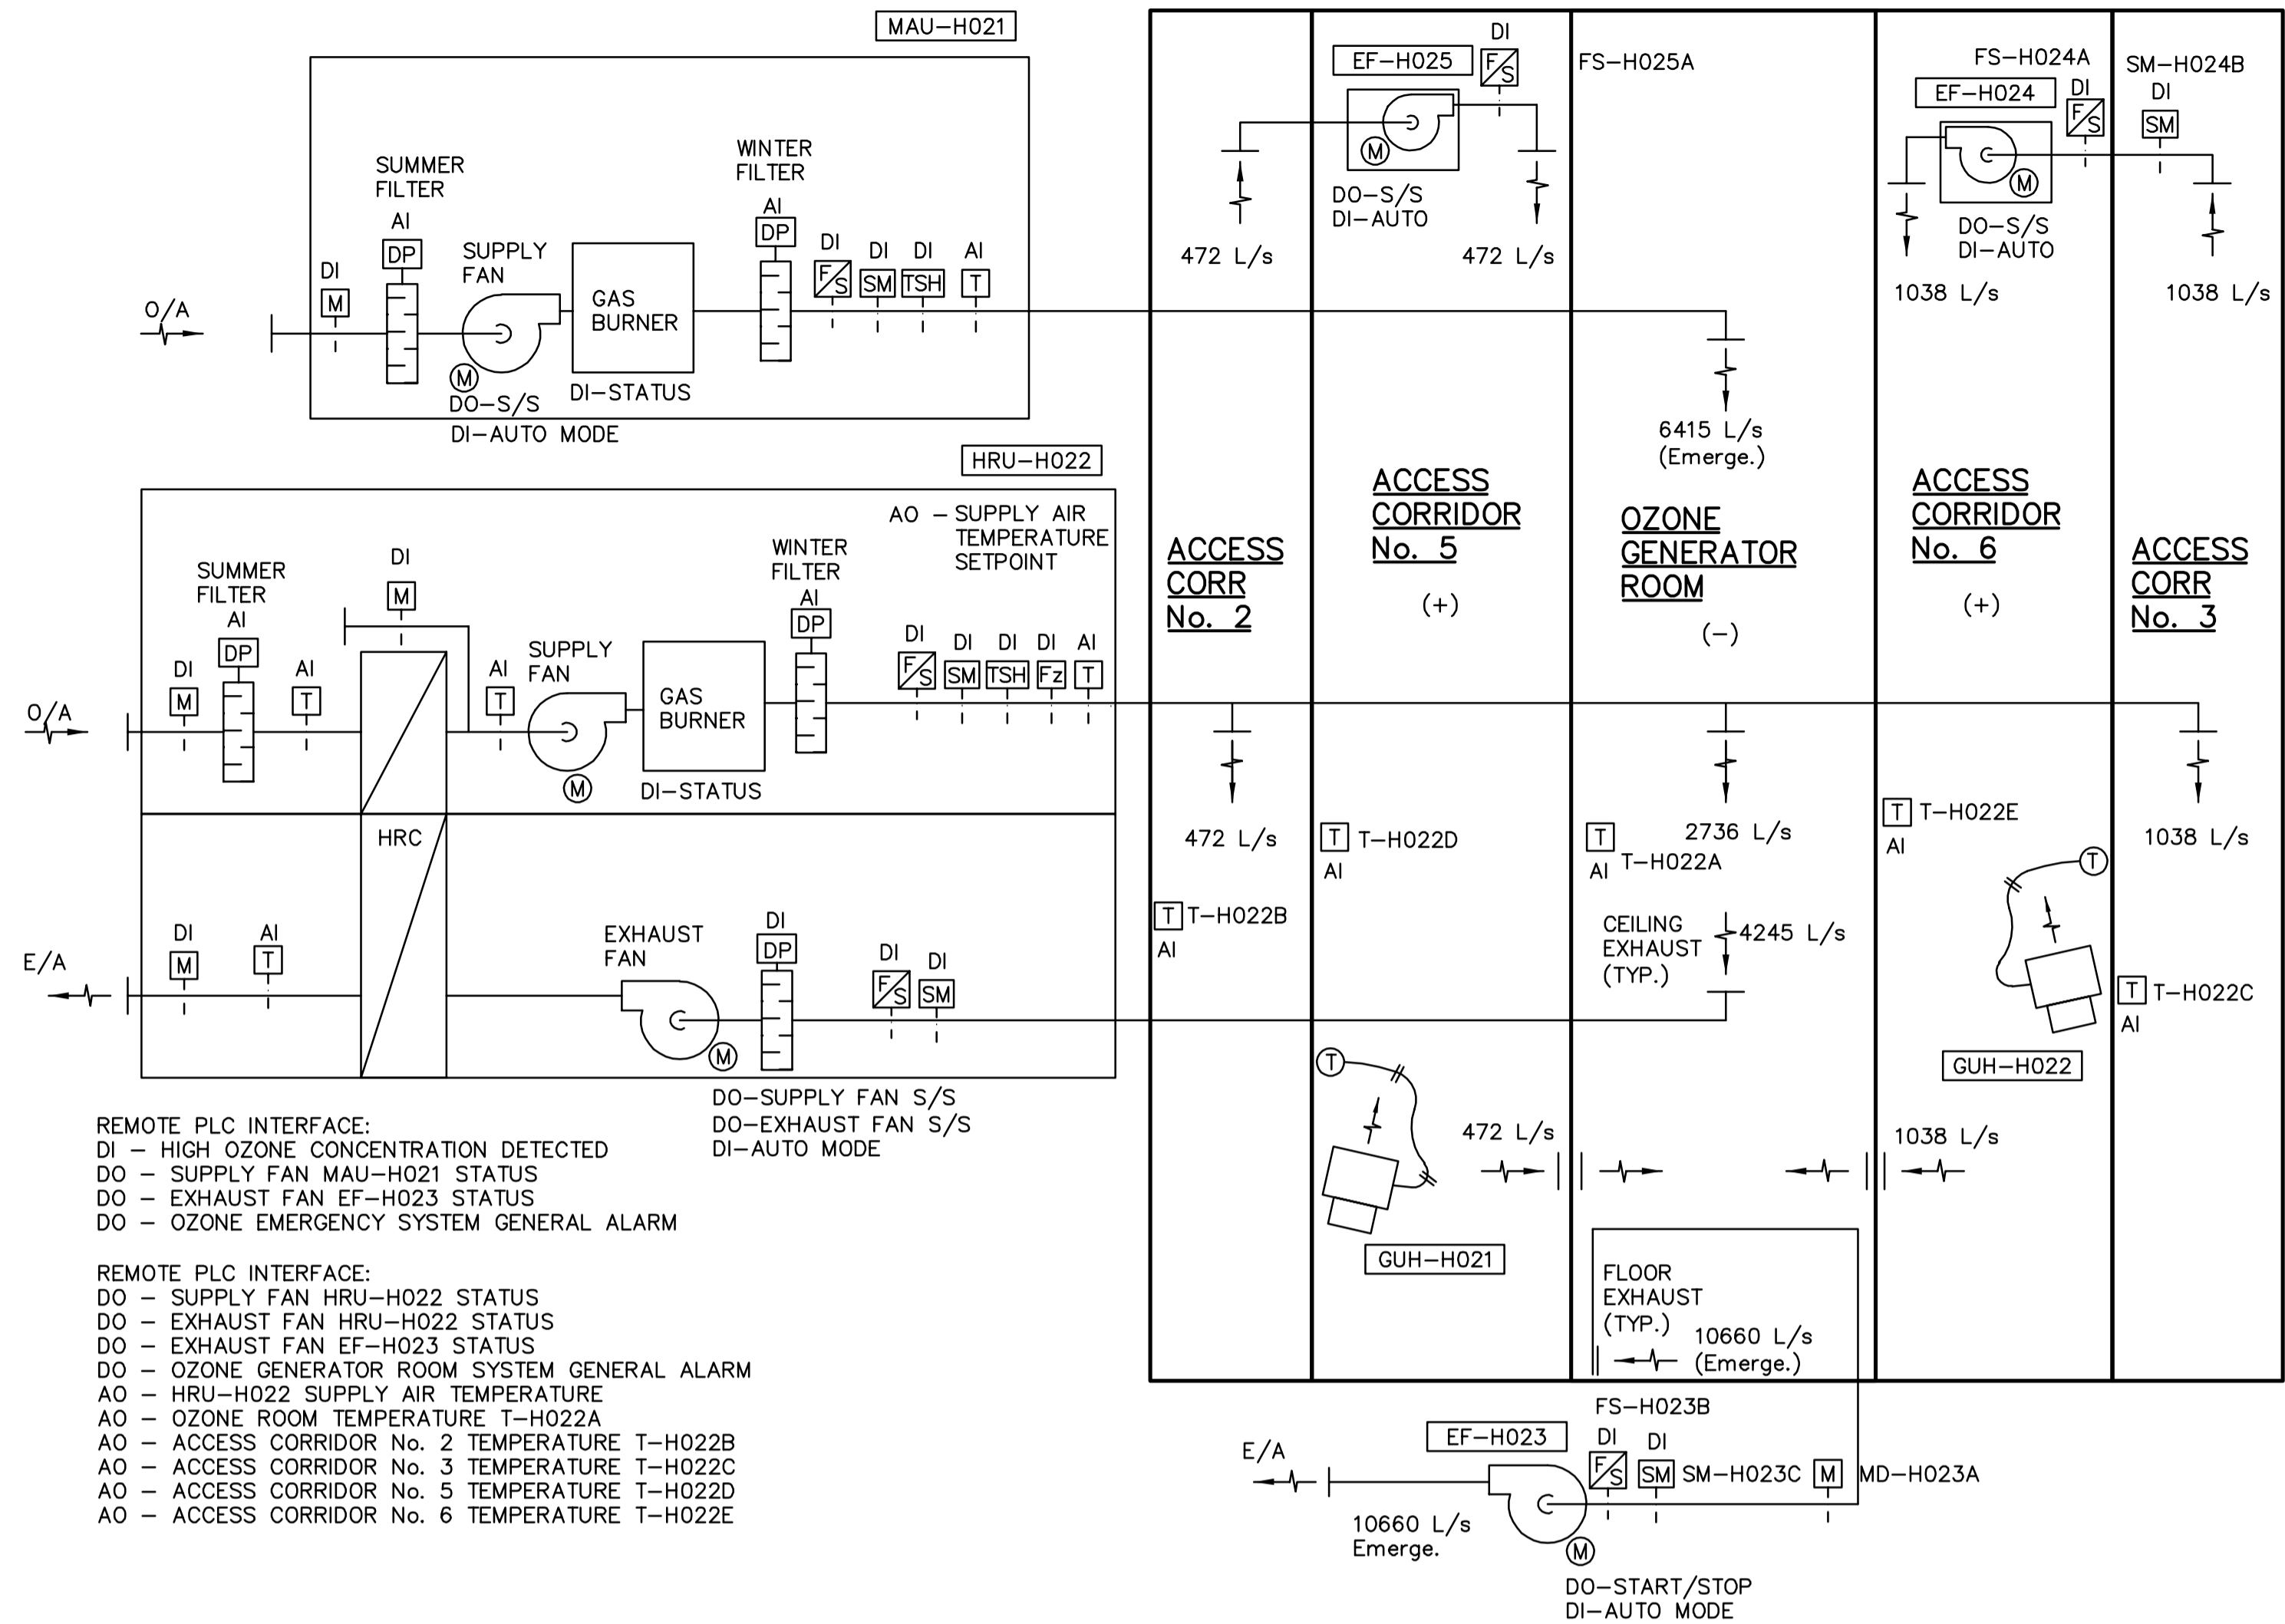 MAU-H021
SUMMER
FILTER
AI
DP
DI
M
O/A
SUPPLY
FAN
M
DO-S/S
DI-AUTO MODE
GAS
BURNER
DI-STATUS
WINTER
FILTER
AI
DP
DI
F/S
DI
SM
DI
TSH
AI
T
HRU-H022
AO - SUPPLY AIR
TEMPERATURE
SETPOINT
SUMMER
FILTER
AI
DP
DI
M
O/A
AI
T
DI
M
AI
T
SUPPLY
FAN
M
GAS
BURNER
DI-STATUS
WINTER
FILTER
AI
DP
DI
F/S
DI
SM
DI
TSH
DI
Fz
AI
T
HRC
E/A
DI
M
AI
T
EXHAUST
FAN
M
DI
DP
DI
F/S
DI
SM
DO-SUPPLY FAN S/S
DO-EXHAUST FAN S/S
DI-AUTO MODE
REMOTE PLC INTERFACE:
DI - HIGH OZONE CONCENTRATION DETECTED
DO - SUPPLY FAN MAU-H021 STATUS
DO - EXHAUST FAN EF-H023 STATUS
DO - OZONE EMERGENCY SYSTEM GENERAL ALARM
REMOTE PLC INTERFACE:
DO - SUPPLY FAN HRU-H022 STATUS
DO - EXHAUST FAN HRU-H022 STATUS
DO - EXHAUST FAN EF-H023 STATUS
DO - OZONE GENERATOR ROOM SYSTEM GENERAL ALARM
AO - HRU-H022 SUPPLY AIR TEMPERATURE
AO - OZONE ROOM TEMPERATURE T-H022A
AO - ACCESS CORRIDOR No. 2 TEMPERATURE T-H022B
AO - ACCESS CORRIDOR No. 3 TEMPERATURE T-H022C
AO - ACCESS CORRIDOR No. 5 TEMPERATURE T-H022D
AO - ACCESS CORRIDOR No. 6 TEMPERATURE T-H022E
472 L/s
ACCESS
CORR
No. 2
472 L/s
T T-H022B
AI
EF-H025
DI
F/S
M
DO-S/S
DI-AUTO
472 L/s
ACCESS
CORRIDOR
No. 5
(+)
T T-H022D
AI
T
472 L/s
GUH-H021
FS-H025A
6415 L/s
(Emerge.)
OZONE
GENERATOR
ROOM
(-)
2736 L/s
T
AI T-H022A
CEILING
EXHAUST
(TYP.)
4245 L/s
FLOOR
EXHAUST
(TYP.)
10660 L/s
(Emerge.)
FS-H024A
EF-H024
DI
F/S
M
DO-S/S
DI-AUTO
1038 L/s
ACCESS
CORRIDOR
No. 6
(+)
T T-H022E
AI
T
GUH-H022
1038 L/s
SM-H024B
DI
SM
1038 L/s
ACCESS
CORR
No. 3
1038 L/s
T T-H022C
AI
FS-H023B
EF-H023
DI
F/S
DI
SM SM-H023C
M MD-H023A
E/A
10660 L/s
Emerge.
M
DO-START/STOP
DI-AUTO MODE